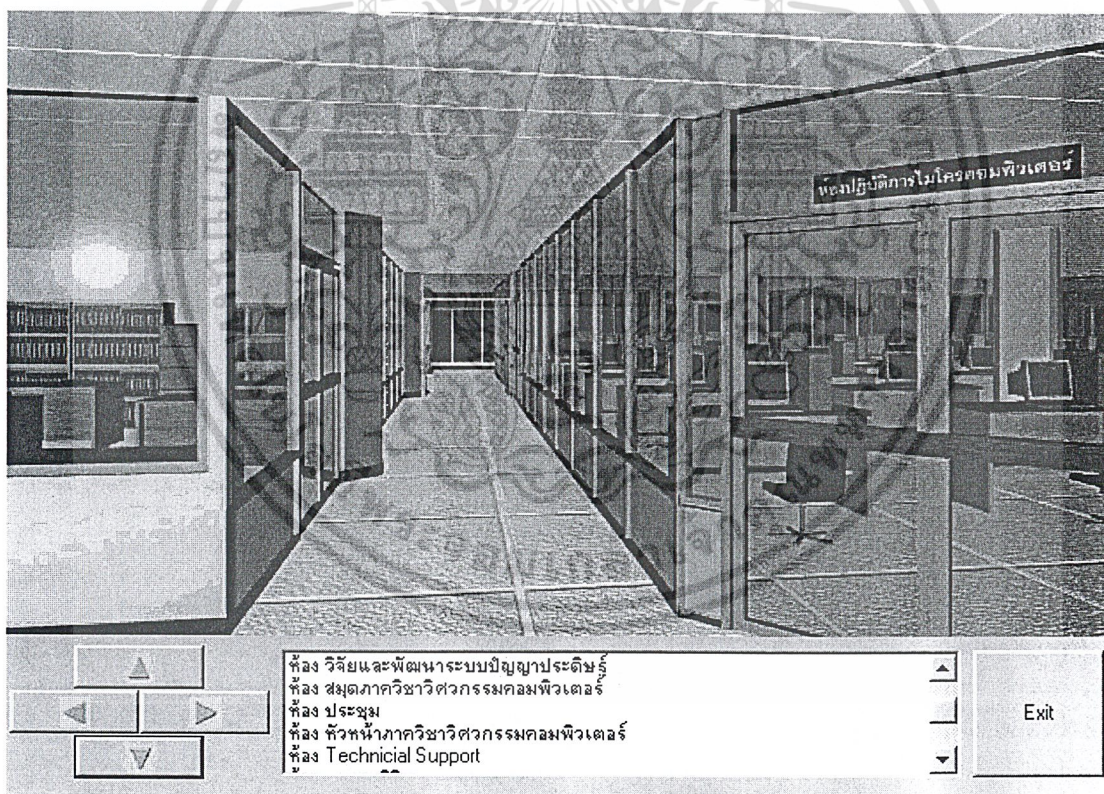 ห้องปฏิบัติการไมโครคอมพิวเตอร์
ห้อง วิจัยและพัฒนาระบบปัญญาประดิษฐ์
ห้อง สมุดภาควิชาวิศวกรรมคอมพิวเตอร์
ห้อง ประชุม
ห้อง หัวหน้าภาควิชาวิศวกรรมคอมพิวเตอร์
ห้อง Technicial Support
Exit